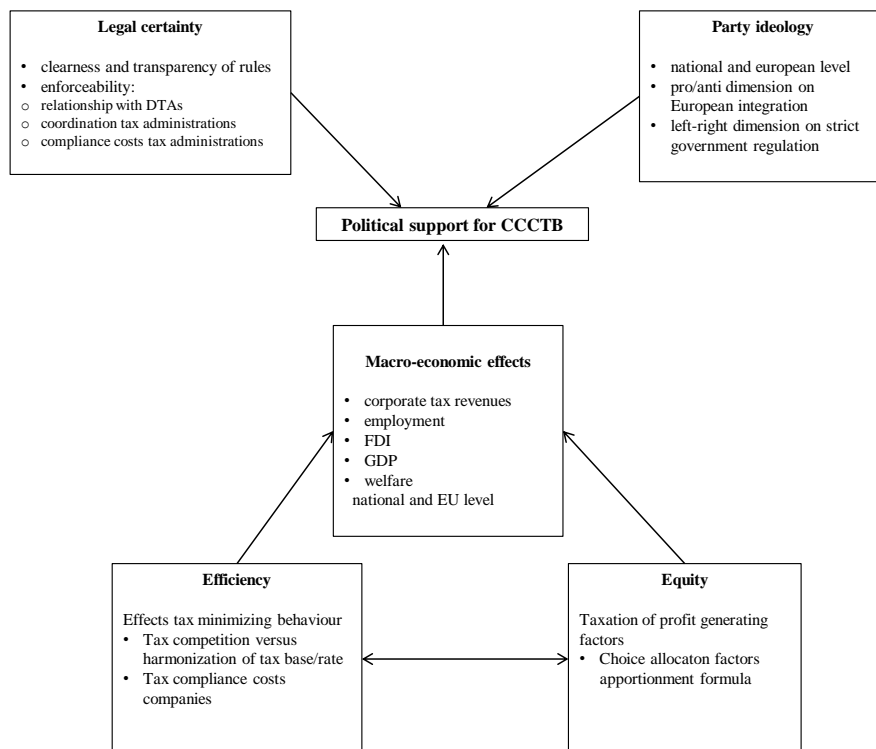 Legal certainty
• clearness and transparency of rules
• enforceability:
o relationship with DTAs
o coordination tax administrations
o compliance costs tax administrations
Party ideology
• national and european level
• pro/anti dimension on
European integration
• left-right dimension on strict
government regulation
Political support for CCCTB
Macro-economic effects
• corporate tax revenues
• employment
• FDI
• GDP
• welfare
national and EU level
Efficiency
Effects tax minimizing behaviour
• Tax competition versus
harmonization of tax base/rate
• Tax compliance costs
companies
Equity
Taxation of profit generating
factors
• Choice allocaton factors
apportionment formula